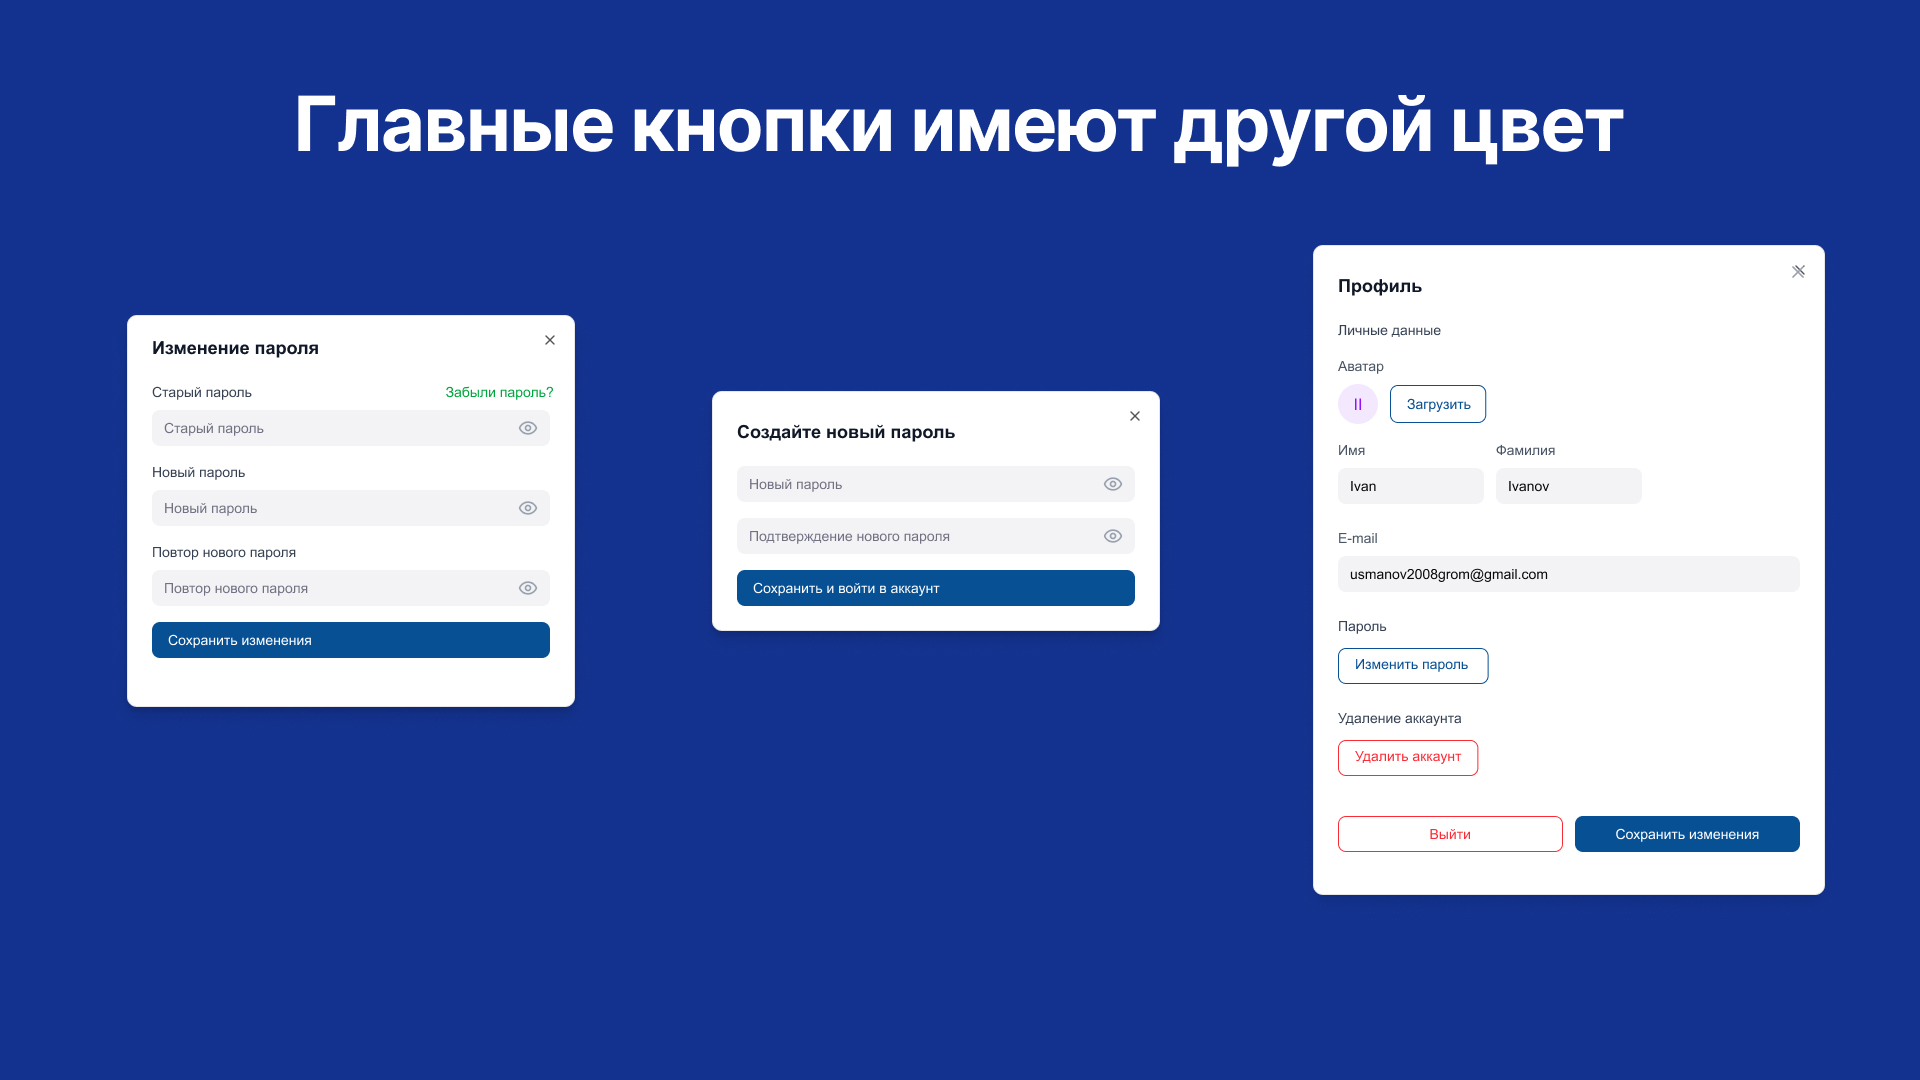 Главные кнопки имеют другой цвет
Изменение пароля
Старый пароль
Забыли пароль?
Старый пароль
Новый пароль
Новый пароль
Повтор нового пароля
Повтор нового пароля
Сохранить изменения
Создайте новый пароль
Новый пароль
Подтверждение нового пароля
Сохранить и войти в аккаунт
Профиль
Личные данные
Аватар
II
Загрузить
Имя
Фамилия
Ivan
Ivanov
E-mail
usmanov2008grom@gmail.com
Пароль
Изменить пароль
Удаление аккаунта
Удалить аккаунт
Выйти
Сохранить изменения